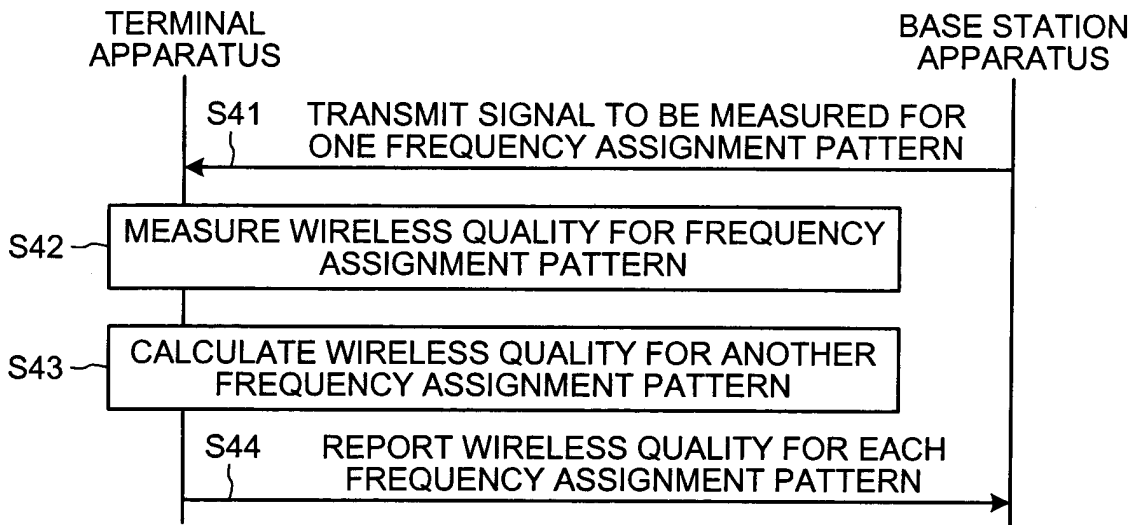 TERMINAL
APPARATUS
BASE STATION
APPARATUS
S41
TRANSMIT SIGNAL TO BE MEASURED FOR
ONE FREQUENCY ASSIGNMENT PATTERN
S42
MEASURE WIRELESS QUALITY FOR FREQUENCY
ASSIGNMENT PATTERN
S43
CALCULATE WIRELESS QUALITY FOR ANOTHER
FREQUENCY ASSIGNMENT PATTERN
S44
REPORT WIRELESS QUALITY FOR EACH
FREQUENCY ASSIGNMENT PATTERN